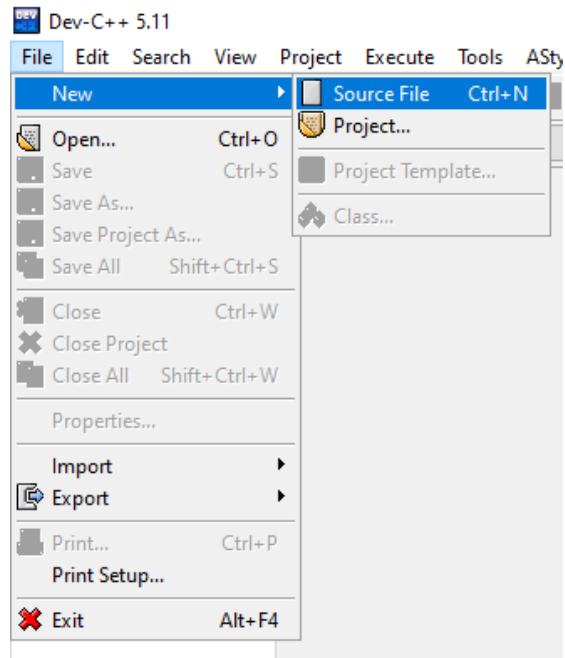 Dev-C++ 5.11
File Edit Search View Project Execute Tools ASty
New
Source File Ctrl+N
Project...
Project Template...
Class...
Open... Ctrl+O
Save Ctrl+S
Save As...
Save Project As...
Save All Shift+Ctrl+S
Close Ctrl+W
Close Project
Close All Shift+Ctrl+W
Properties...
Import
Export
Print... Ctrl+P
Print Setup...
Exit Alt+F4